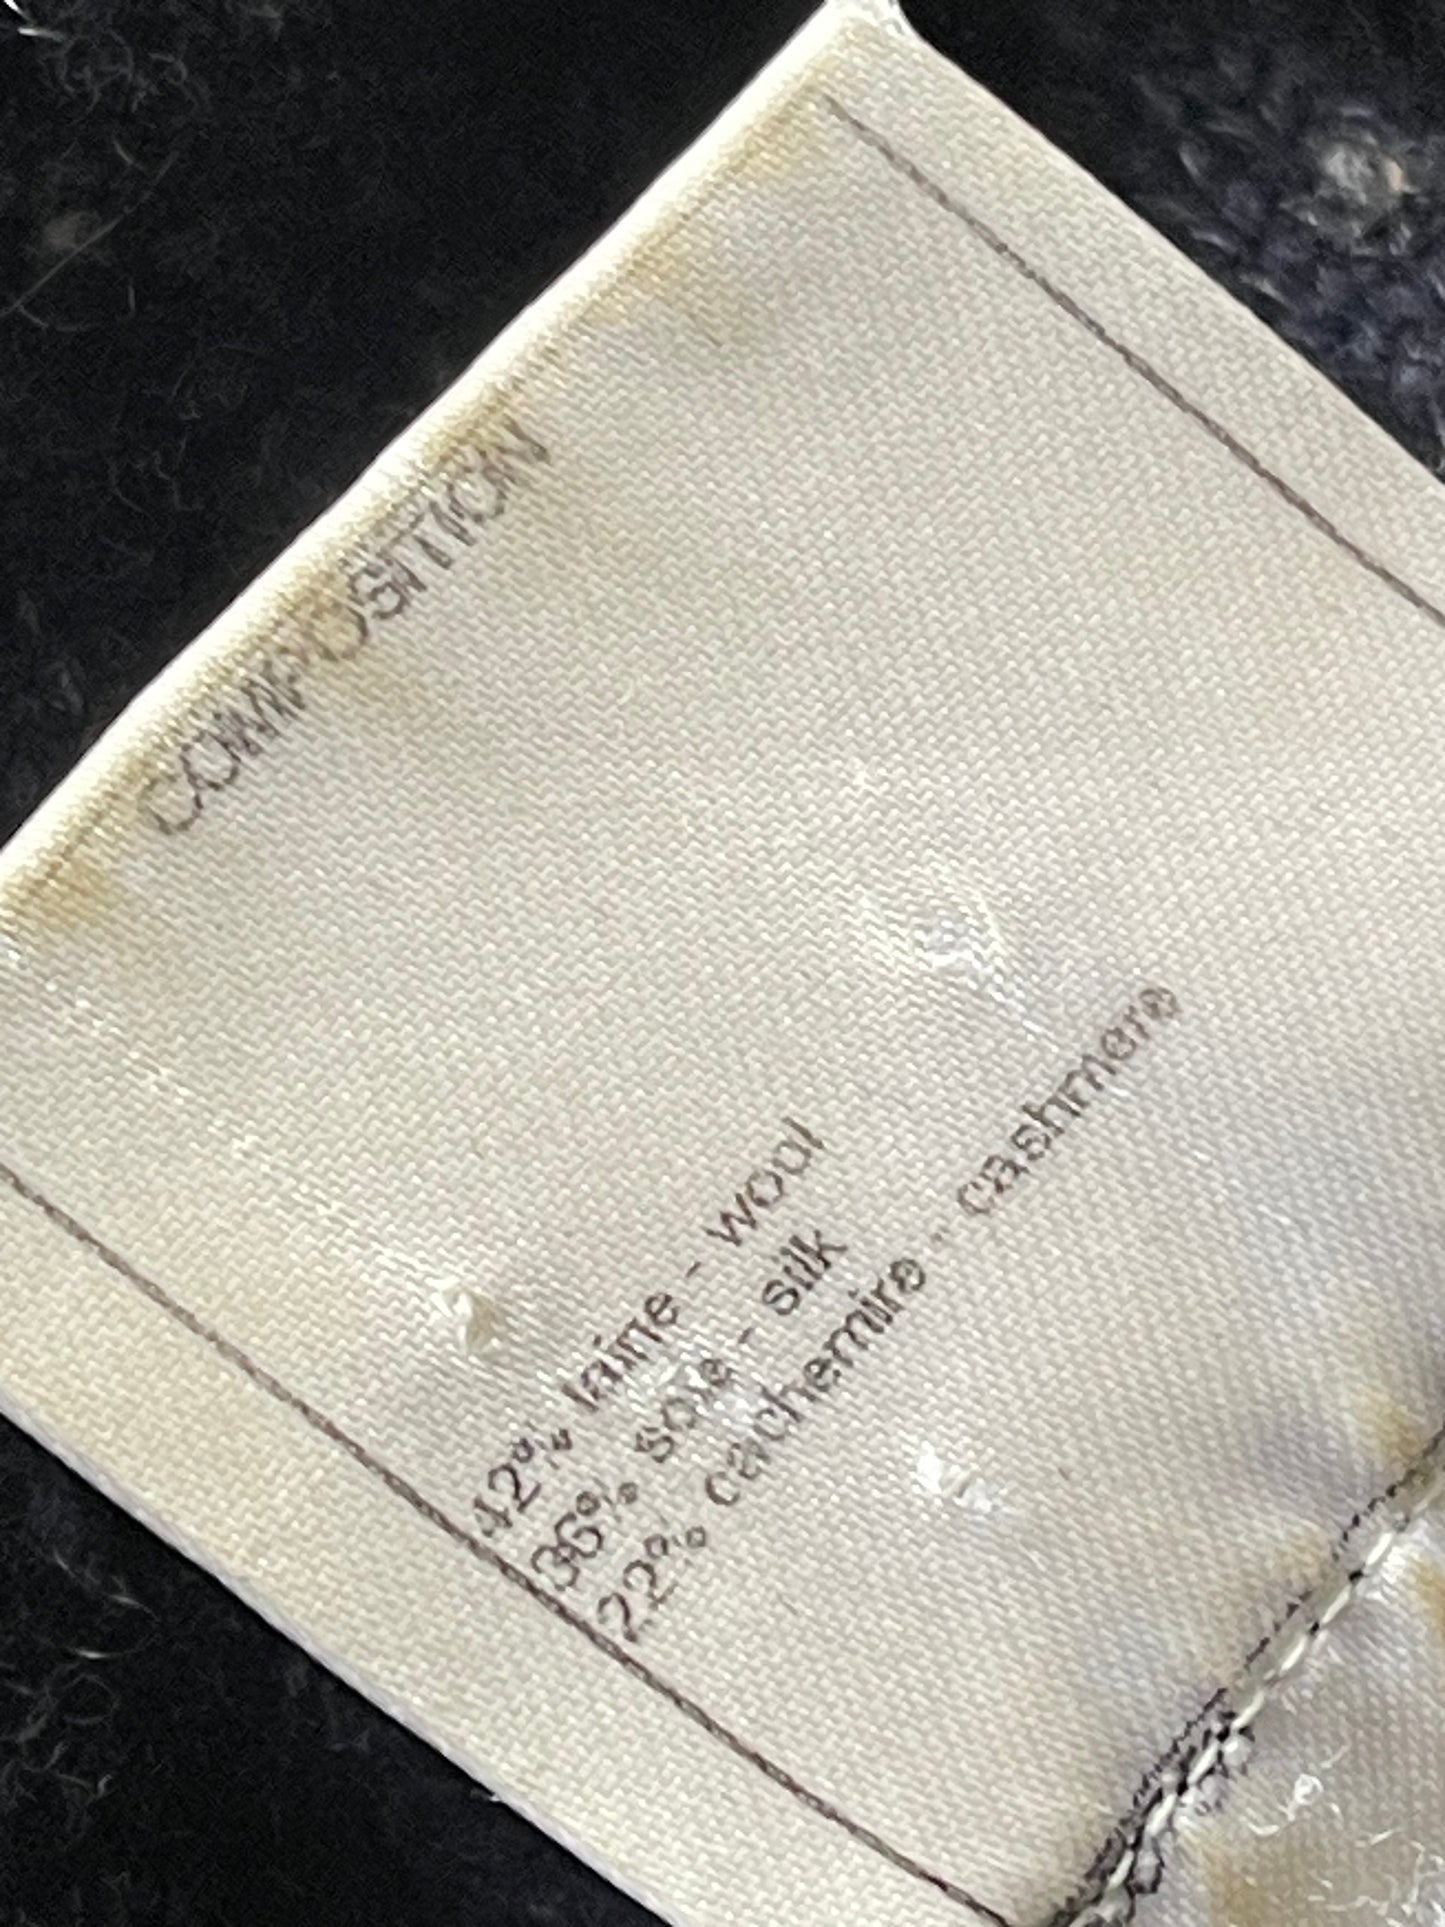 COMPOSITION
42% laine - wool
36% soie - silk
22% cachemire - cashmere